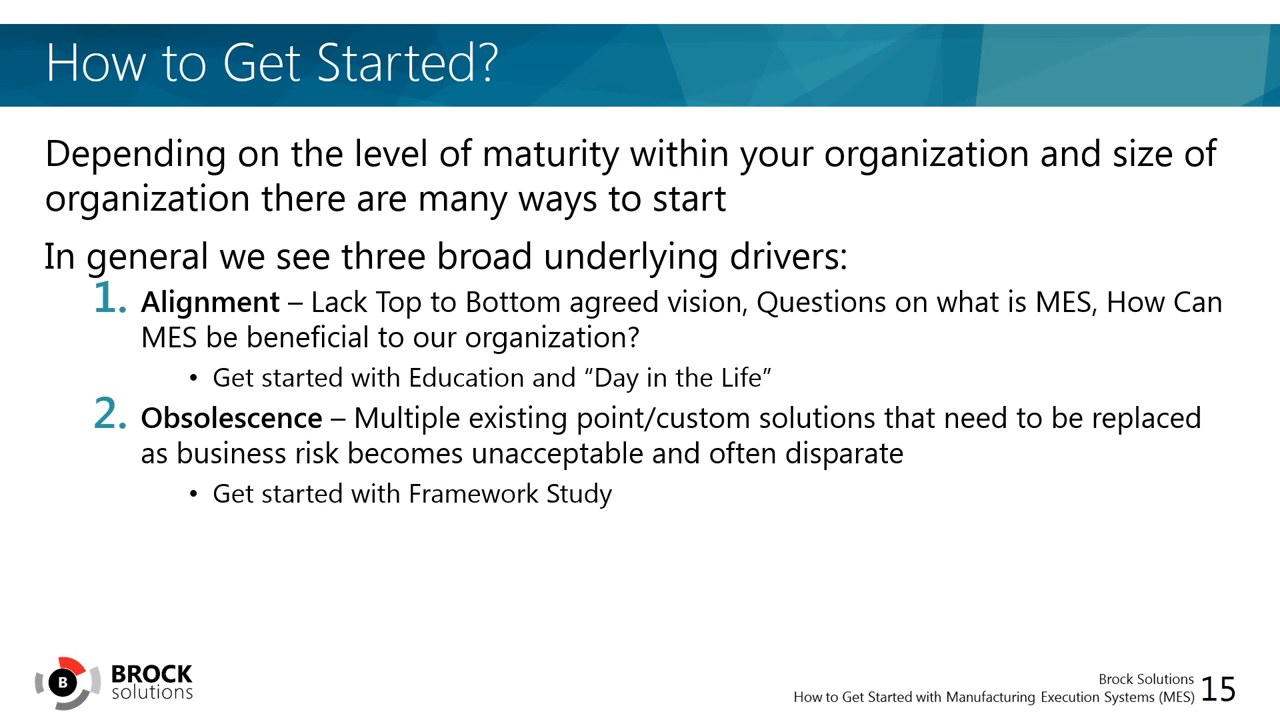 How to Get Started?
Depending on the level of maturity within your organization and size of
organization there are many ways to start
In general we see three broad underlying drivers:
1. Alignment – Lack Top to Bottom agreed vision, Questions on what is MES, How Can
MES be beneficial to our organization?
• Get started with Education and “Day in the Life”
2. Obsolescence – Multiple existing point/custom solutions that need to be replaced
as business risk becomes unacceptable and often disparate
• Get started with Framework Study
B
BROCK
solutions
Brock Solutions
How to Get Started with Manufacturing Execution Systems (MES)
15